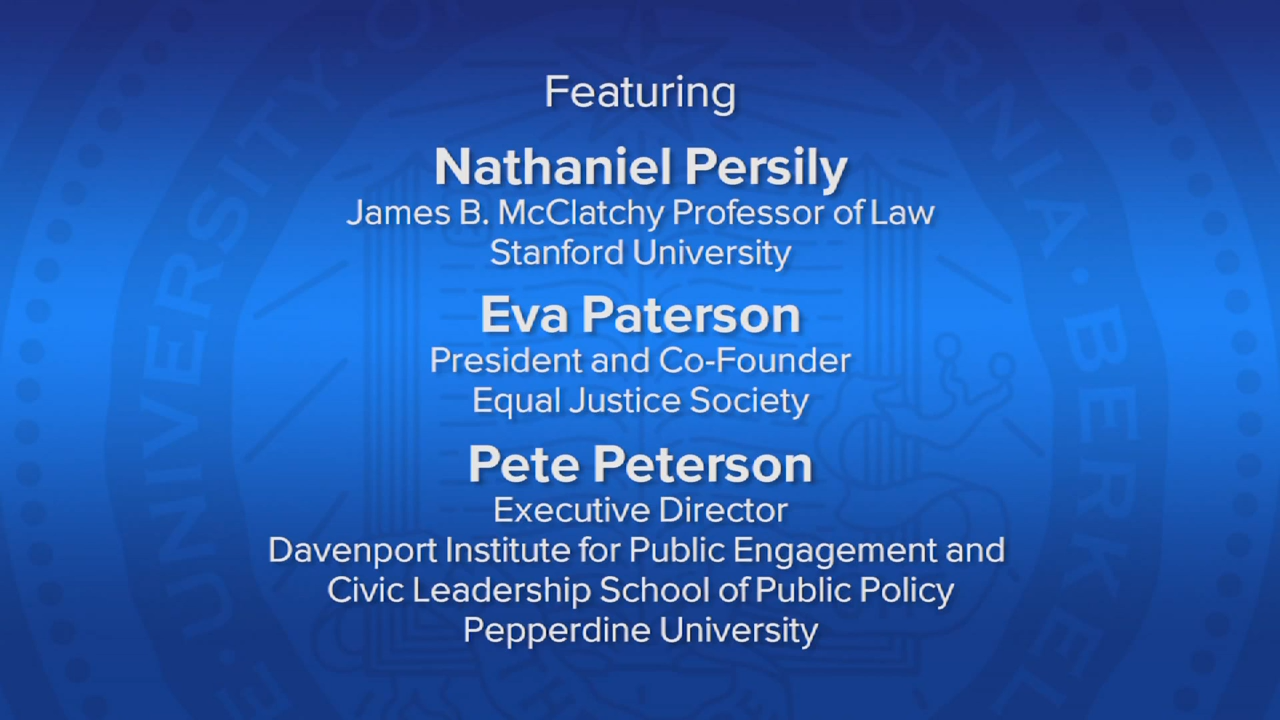 Featuring
Nathaniel Persily
James B. McClatchy Professor of Law
Stanford University
Eva Paterson
President and Co-Founder
Equal Justice Society
Pete Peterson
Executive Director
Davenport Institute for Public Engagement and
Civic Leadership School of Public Policy
Pepperdine University